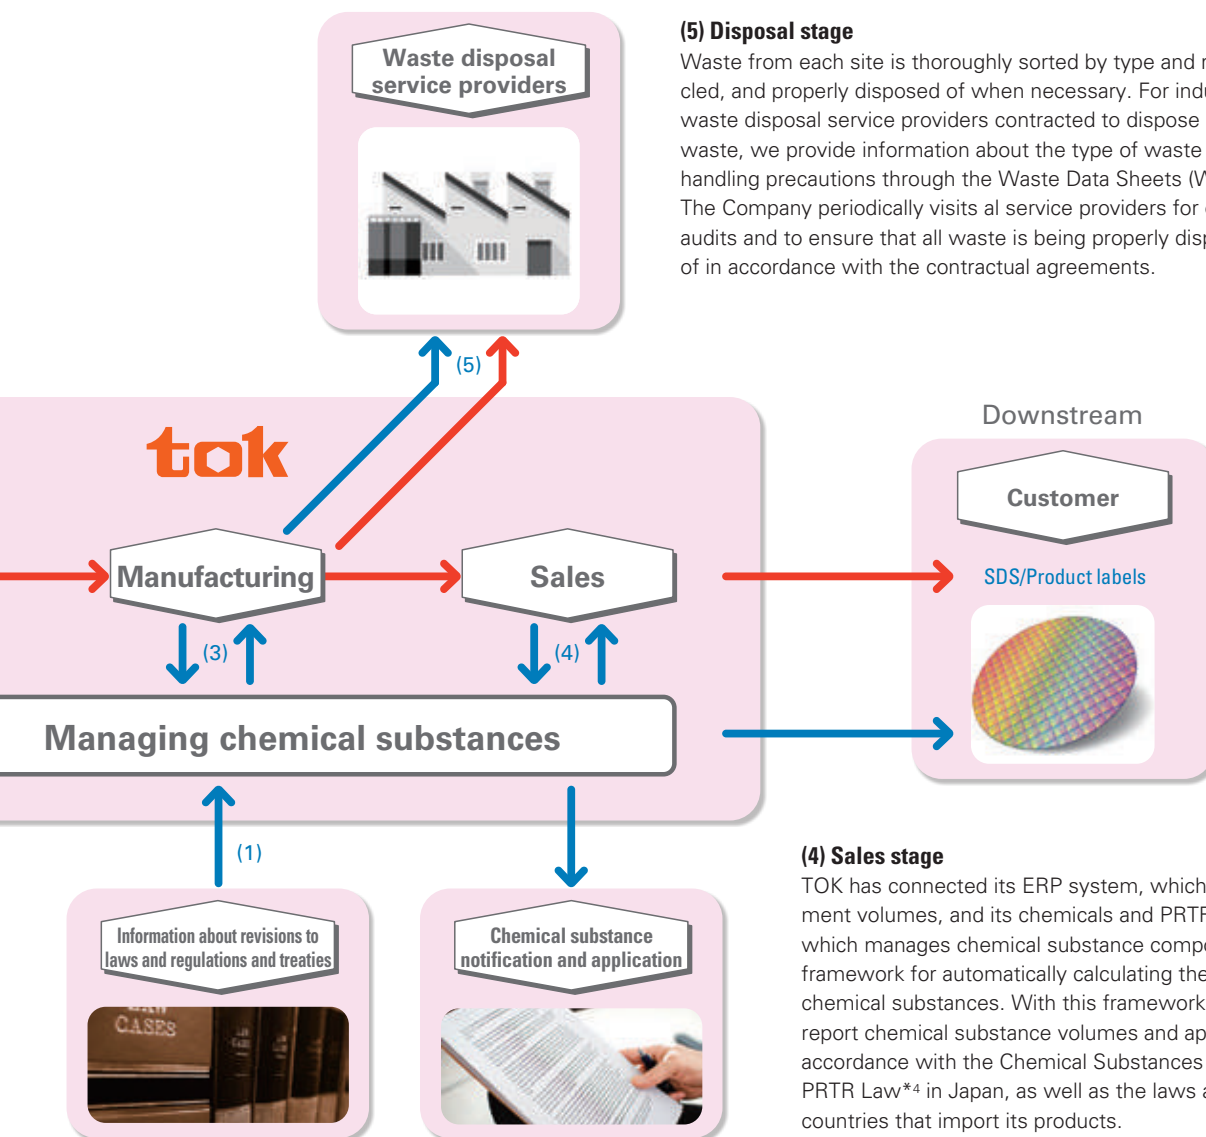 Waste disposal
service providers
(5) Disposal stage
Waste from each site is thoroughly sorted by type and
cled, and properly disposed of when necessary. For
waste disposal service providers contracted to dispose
waste, we provide information about the type of waste
handling precautions through the Waste Data Sheets
The Company periodically visits al service providers for
audits and to ensure that all waste is being properly
of in accordance with the contractual agreements.
(5)
tok
Manufacturing
Sales
(3)
(4)
Managing chemical substances
Downstream
Customer
SDS/Product labels
(1)
Information about revisions to
laws and regulations and treaties
CASES
Chemical substance
notification and application
(4) Sales stage
TOK has connected its ERP system, which
ment volumes, and its chemicals and PRTR
which manages chemical substance
framework for automatically calculating the
chemical substances. With this framework
report chemical substance volumes and
accordance with the Chemical Substances
PRTR Law*4 in Japan, as well as the laws
countries that import its products.